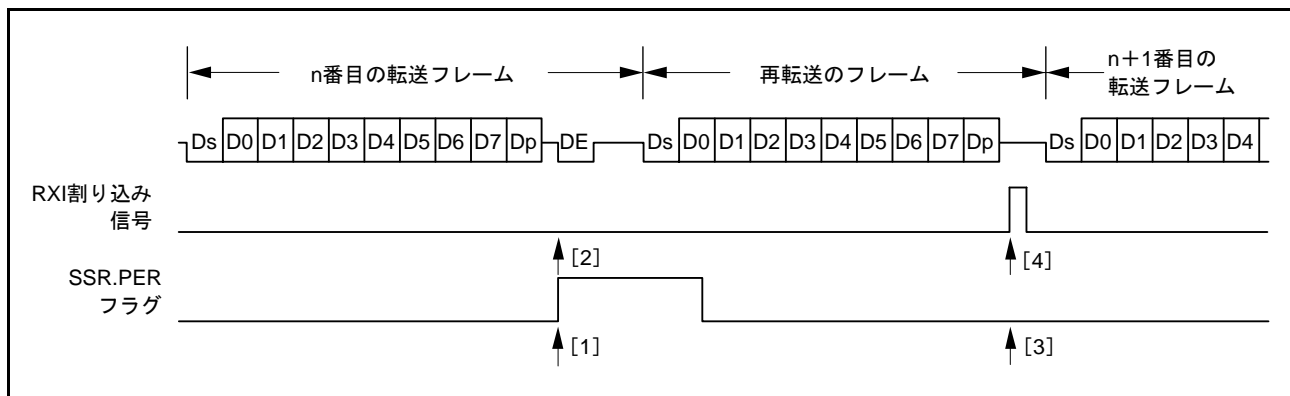 n番目の転送フレーム
再転送のフレーム
n+1番目の
転送フレーム
Ds D0 D1 D2 D3 D4 D5 D6 D7 Dp DE Ds D0 D1 D2 D3 D4 D5 D6 D7 Dp Ds D0 D1 D2 D3 D4
RXI割り込み
信号
[2] [4]
SSR.PER
フラグ
[1] [3]